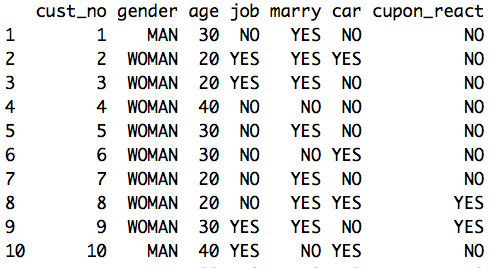 cust_no gender age job marry car cupon_react
1 1 MAN 30 NO YES NO NO
2 2 WOMAN 20 YES YES YES NO
3 3 WOMAN 20 YES YES NO NO
4 4 MAN 40 NO NO NO NO
5 5 WOMAN 30 NO YES NO NO
6 6 WOMAN 30 NO NO YES NO
7 7 WOMAN 20 NO YES NO NO
8 8 WOMAN 20 NO YES YES YES
9 9 WOMAN 30 YES YES NO YES
10 10 MAN 40 YES NO YES NO